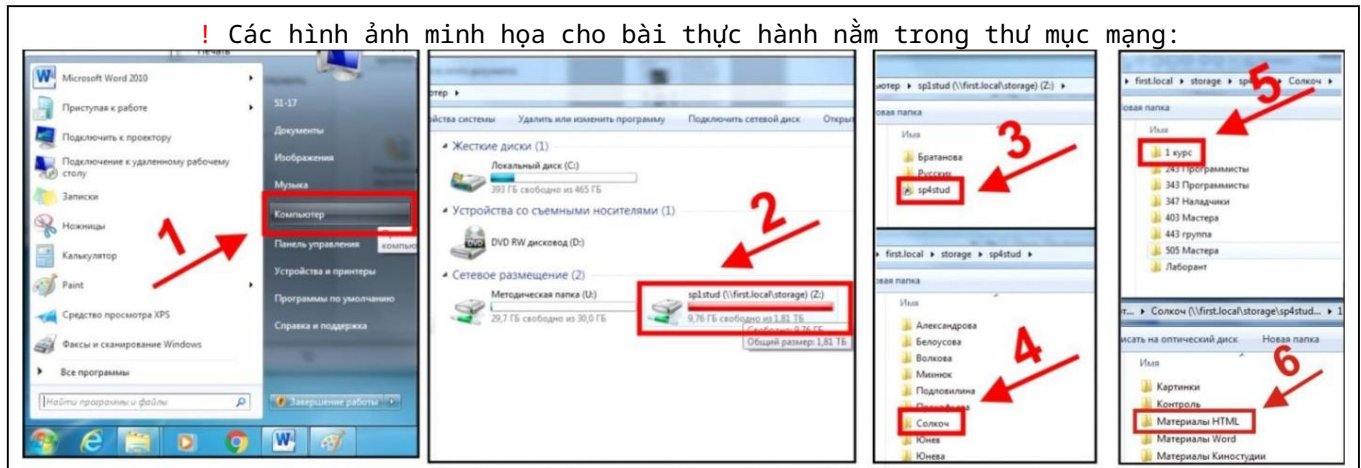 ! Các hình ảnh minh họa cho bài thực hành nằm trong thư mục mạng:
Microsoft Word 2010
Приступая к работе
Подключить к проектору
Подключение к удаленному рабочему
столу
Записки
Ножницы
Калькулятор
Paint
Средство просмотра XPS
Факсы и сканирование Windows
Все программы
Найти программы и файлы
51-17
Документы
Изображения
Музыка
Компьютер
Панель управления
Устройства и принтеры
Программы по умолчанию
Справка и поддержка
Завершение работы
1
Удалить или изменить программу Подключить сетевой диск
Жесткие диски (1)
Локальный диск (C:)
393 ГБ свободно из 465 ГБ
Устройства со съемными носителями (1)
DVD RW дисковод (D:)
Сетевое размещение (2)
Методическая папка (U:)
29,7 ГБ свободно из 30,0 ГБ
sp1stud (\\first.local\storage) (Z:)
9,76 ГБ свободно из 1,81 ТБ
Свободно: 9,76 ГБ
Общий размер: 1,81 ТБ
2
sp1stud (\\first.local\storage) (Z:)
Имя
Братанова
Русских
sp4stud
3
first.local storage sp4stud
Имя
Александрова
Белоусова
Волкова
Михнюк
Подловилина
Солкоч
Юнев
Юнева
4
first.local storage Солкоч
Имя
1 курс
243 Программисты
343 Программисты
347 Наладчики
403 Мастера
443 группа
505 Мастера
Лаборант
5
Солкоч (\\first.local\storage\sp4stud...
оптический диск Новая папка
Имя
Картинки
Контроль
Материалы HTML
Материалы Word
Материалы Киностудии
6